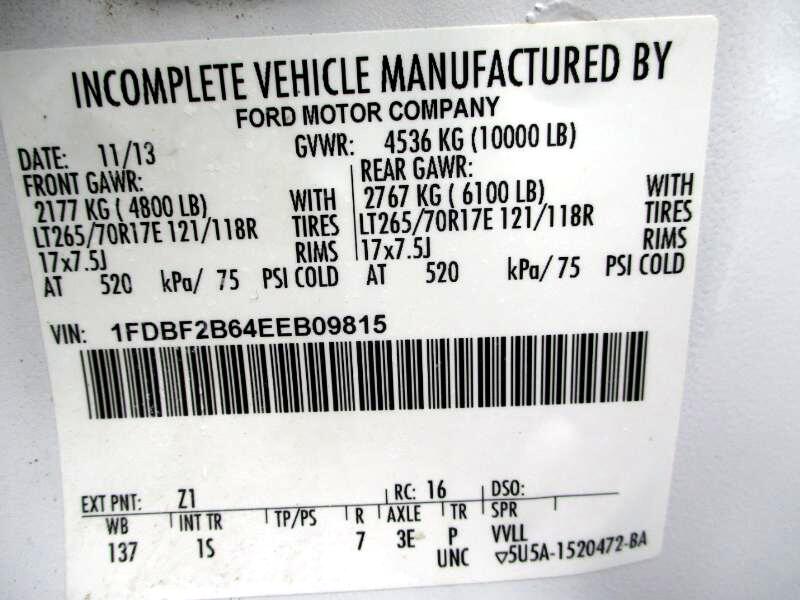 INCOMPLETE VEHICLE MANUFACTURED BY
FORD MOTOR COMPANY
DATE: 11/13 GVWR: 4536 KG (10000 LB)
FRONT GAWR: REAR GAWR:
2177 KG ( 4800 LB) WITH 2767 KG ( 6100 LB) WITH
LT265/70R17E 121/118R TIRES LT265/70R17E 121/118R TIRES
17x7.5J RIMS 17x7.5J RIMS
AT 520 kPa/ 75 PSI COLD AT 520 kPa/ 75 PSI COLD
VIN: 1FDBF2B64EEB09815
EXT PNT: Z1 RC: 16 DSO:
WB INT TR TP/PS R AXLE TR SPR
137 1S 7 3E P VVLL
UNC ▽5U5A-1520472-BA